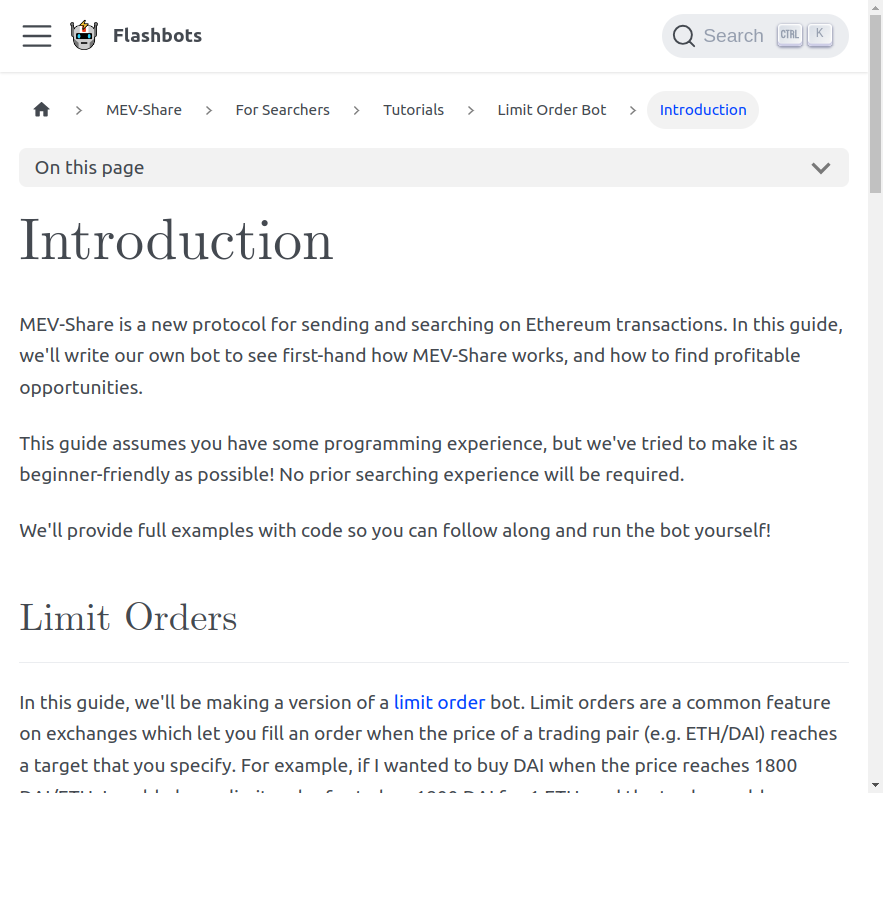 Flashbots
Search CTRL K
MEV-Share > For Searchers > Tutorials > Limit Order Bot > Introduction
On this page
Introduction
MEV-Share is a new protocol for sending and searching on Ethereum transactions. In this guide,
we'll write our own bot to see first-hand how MEV-Share works, and how to find profitable
opportunities.
This guide assumes you have some programming experience, but we've tried to make it as
beginner-friendly as possible! No prior searching experience will be required.
We'll provide full examples with code so you can follow along and run the bot yourself!
Limit Orders
In this guide, we'll be making a version of a limit order bot. Limit orders are a common feature
on exchanges which let you fill an order when the price of a trading pair (e.g. ETH/DAI) reaches
a target that you specify. For example, if I wanted to buy DAI when the price reaches 1800